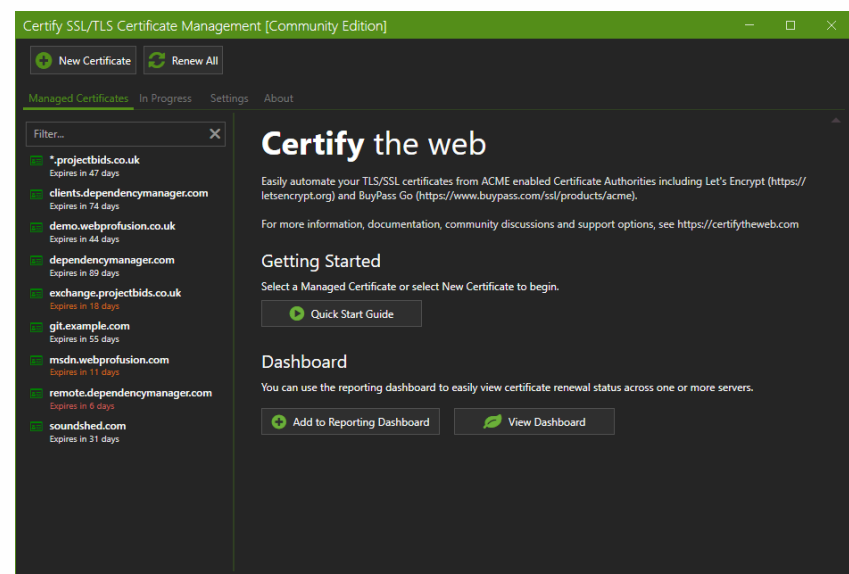 Certify SSL/TLS Certificate Management [Community Edition]
New Certificate
Renew All
Managed Certificates
In Progress
Settings
About
Filter...
*.projectbids.co.uk
Expires in 47 days
clients.dependencymanager.com
Expires in 74 days
demo.webprofusion.co.uk
Expires in 44 days
dependencymanager.com
Expires in 89 days
exchange.projectbids.co.uk
Expires in 18 days
git.example.com
Expires in 55 days
msdn.webprofusion.com
Expires in 11 days
remote.dependencymanager.com
Expires in 6 days
soundshed.com
Expires in 31 days
Certify the web
Easily automate your TLS/SSL certificates from ACME enabled Certificate Authorities including Let's Encrypt (https://
letsencrypt.org) and BuyPass Go (https://www.buypass.com/ssl/products/acme).
For more information, documentation, community discussions and support options, see https://certifytheweb.com
Getting Started
Select a Managed Certificate or select New Certificate to begin.
Quick Start Guide
Dashboard
You can use the reporting dashboard to easily view certificate renewal status across one or more servers.
Add to Reporting Dashboard
View Dashboard